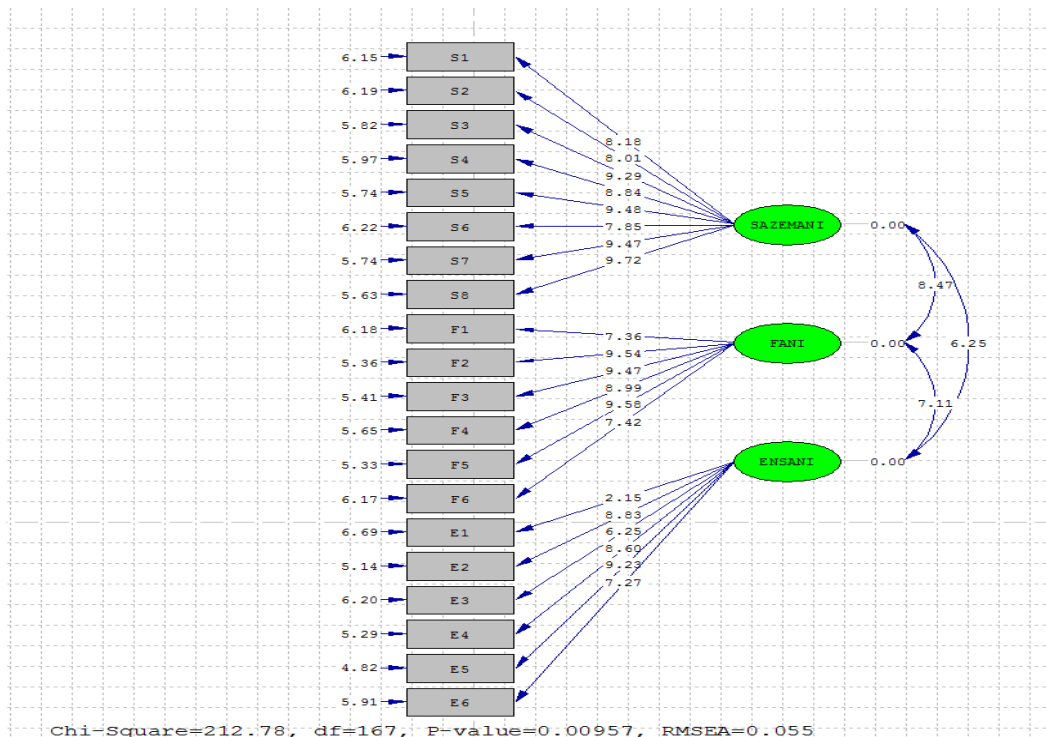 6.15 S1
6.19 S2
5.82 S3
5.97 S4
5.74 S5
6.22 S6
5.74 S7
5.63 S8
6.18 F1
5.36 F2
5.41 F3
5.65 F4
5.33 F5
6.17 F6
6.69 E1
5.14 E2
6.20 E3
5.29 E4
4.82 E5
5.91 E6
8.18
8.01
9.29
8.84
9.48
7.85
9.47
9.72
7.36
9.54
9.47
8.99
9.58
7.42
2.15
8.83
6.25
8.60
9.23
7.27
SAZEMANI 0.00
FANI 0.00
ENSANI 0.00
8.47
6.25
7.11
Chi-Square=212.78, df=167, P-value=0.00957, RMSEA=0.055